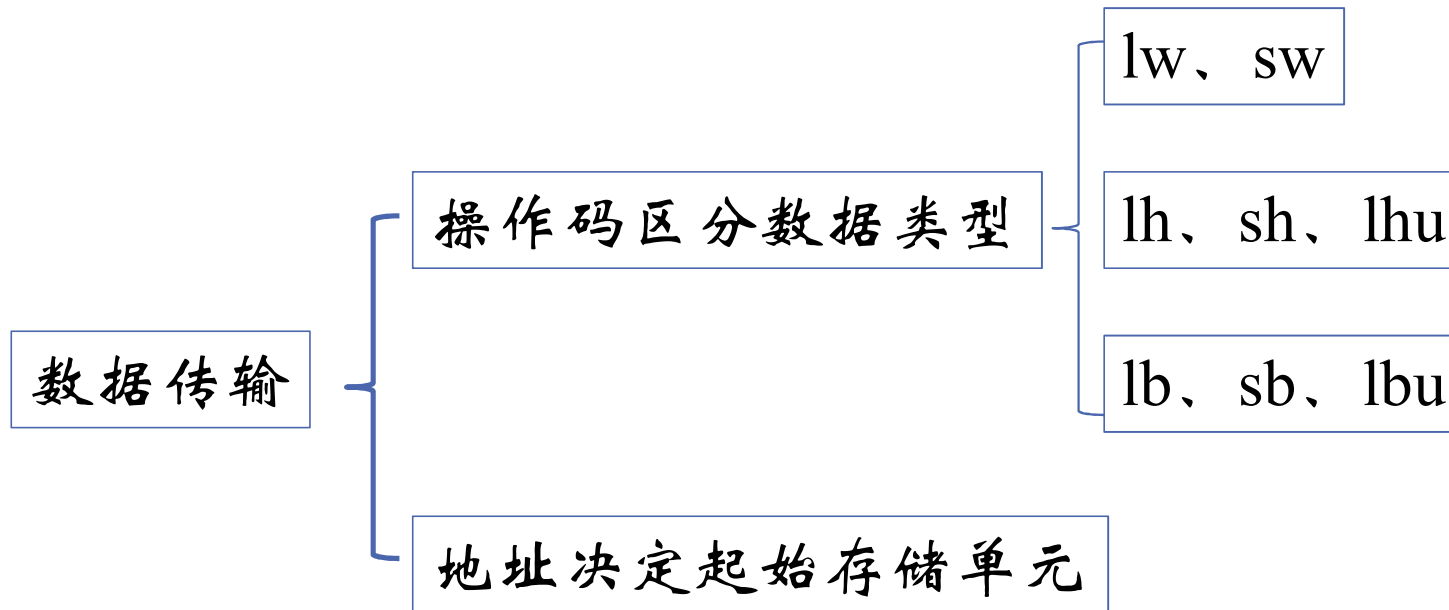 数据传输
操作码区分数据类型
lw、sw
lh、sh、lhu
lb、sb、lbu
地址决定起始存储单元